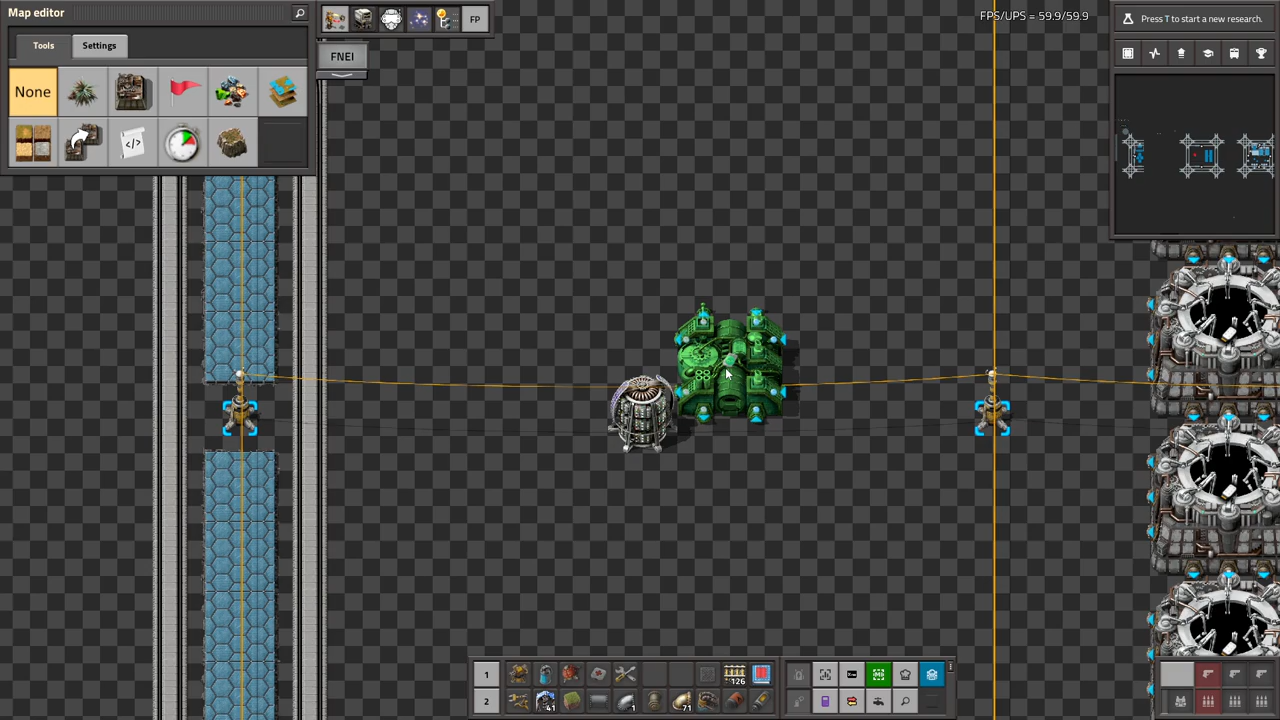 Map editor
FP
FPS/UPS = 59.9/59.9
Press T to start a new research.
Tools
Settings
FNEI
None
</>
1
126
2
41
1
71